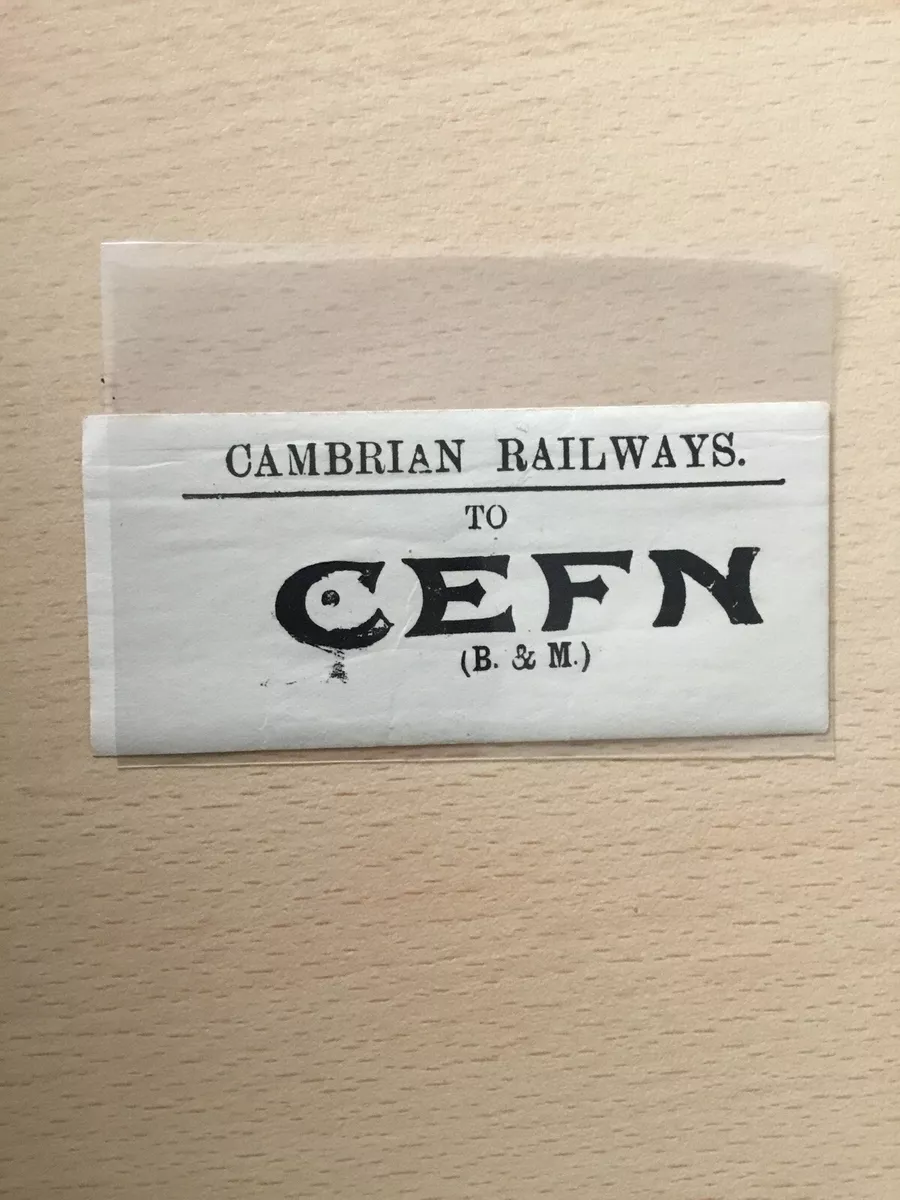 CAMBRIAN RAILWAYS.
TO
CEFN
(B. & M.)